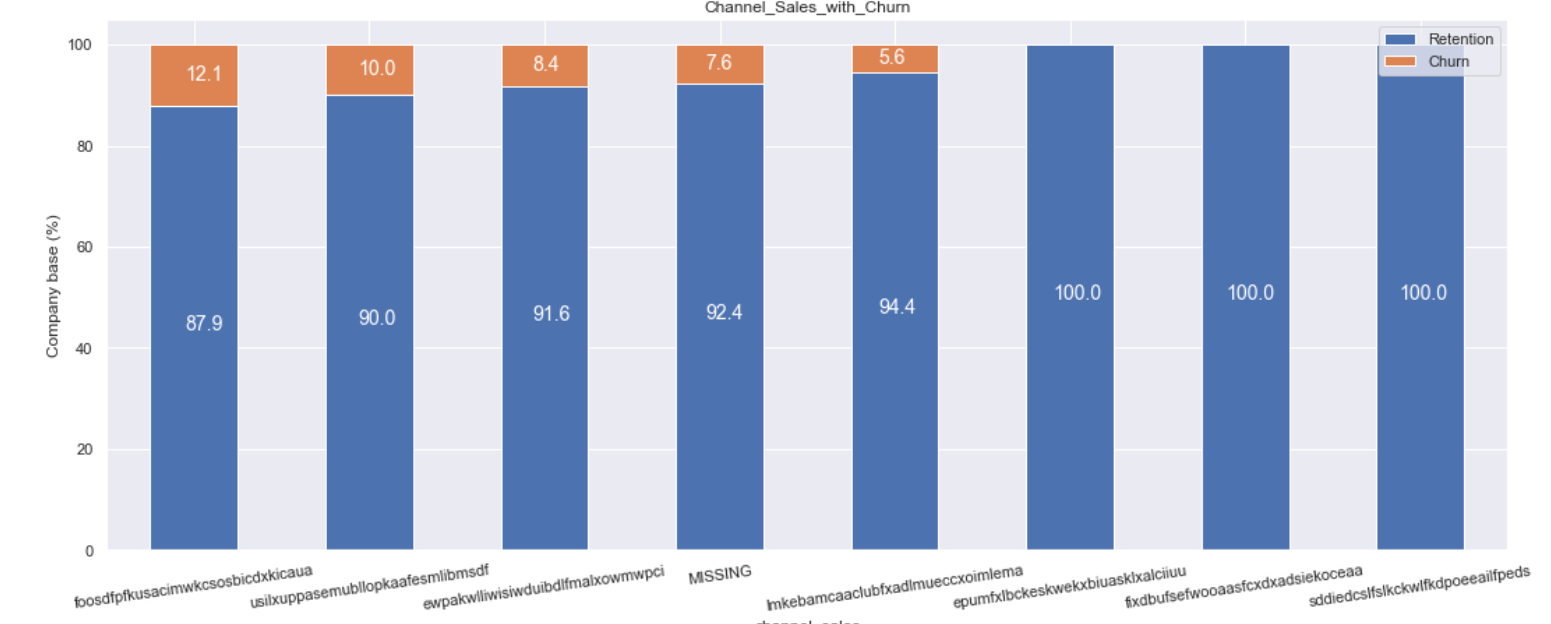 Channel_Sales_with_Churn
Retention
Churn
Company base (%)
100
80
60
40
20
0
12.1
10.0
8.4
7.6
5.6
87.9
90.0
91.6
92.4
94.4
100.0
100.0
100.0
foosdfpfkusacimwkcsosbicdxkicaua
usilxuppasemubllopkaafesmlibmsdf
ewpakwlliwisiwduibdlfmalxowmwpci
MISSING
lmkebamcaaclubfxadlmueccxoimlema
epumfxlbckeskwekxbiuasklxalciiuu
fixdbufsefwooaasfcxdxadsiekoceaa
sddiedcslfslkckwlfkdpoeeailfpeds
channel_sales